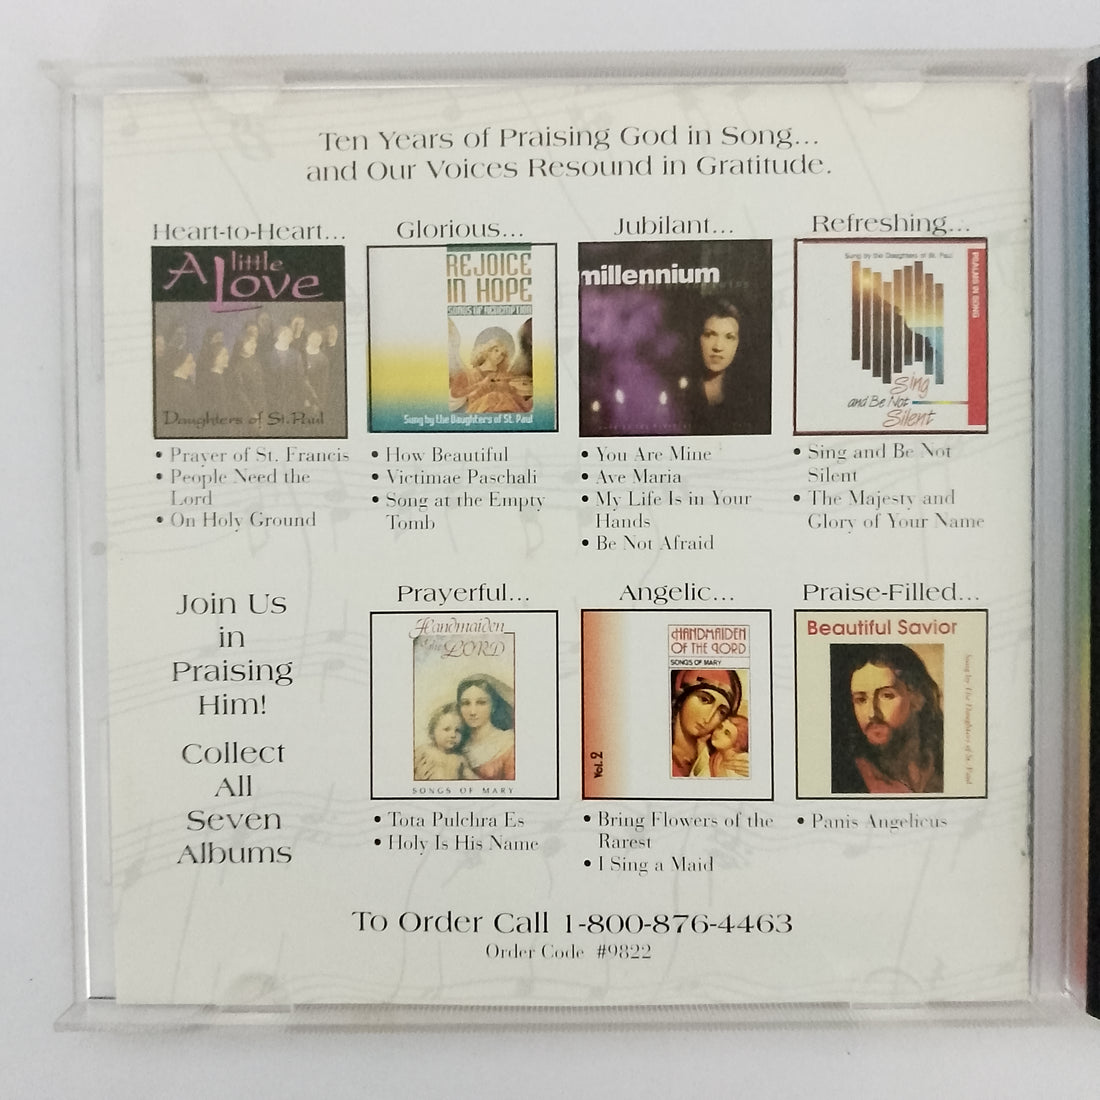 Ten Years of Praising God in Song...
and Our Voices Resound in Gratitude.
Heart-to-Heart...
A little
Love
Daughters of St. Paul
• Prayer of St. Francis
• People Need the
Lord
• On Holy Ground
Glorious...
REJOICE
IN HOPE
SONGS OF REDEMPTION
Sung by the Daughters of St. Paul
• How Beautiful
• Victimae Paschali
• Song at the Empty
Tomb
Jubilant...
millennium
• You Are Mine
• Ave Maria
• My Life Is in Your
Hands
• Be Not Afraid
Refreshing...
Sung by the Daughters of St. Paul
PSALMS IN SONG
Sing
and Be Not
Silent
• Sing and Be Not
Silent
• The Majesty and
Glory of Your Name
Join Us
in
Praising
Him!
Collect
All
Seven
Albums
Prayerful...
Handmaiden
of the LORD
SONGS OF MARY
• Tota Pulchra Es
• Holy Is His Name
Angelic...
HANDMAIDEN
OF THE LORD
SONGS OF MARY
Vol. 2
• Bring Flowers of the
Rarest
• I Sing a Maid
Praise-Filled...
Beautiful Savior
Sung by The Daughters of St. Paul
• Panis Angelicus
To Order Call 1-800-876-4463
Order Code #9822